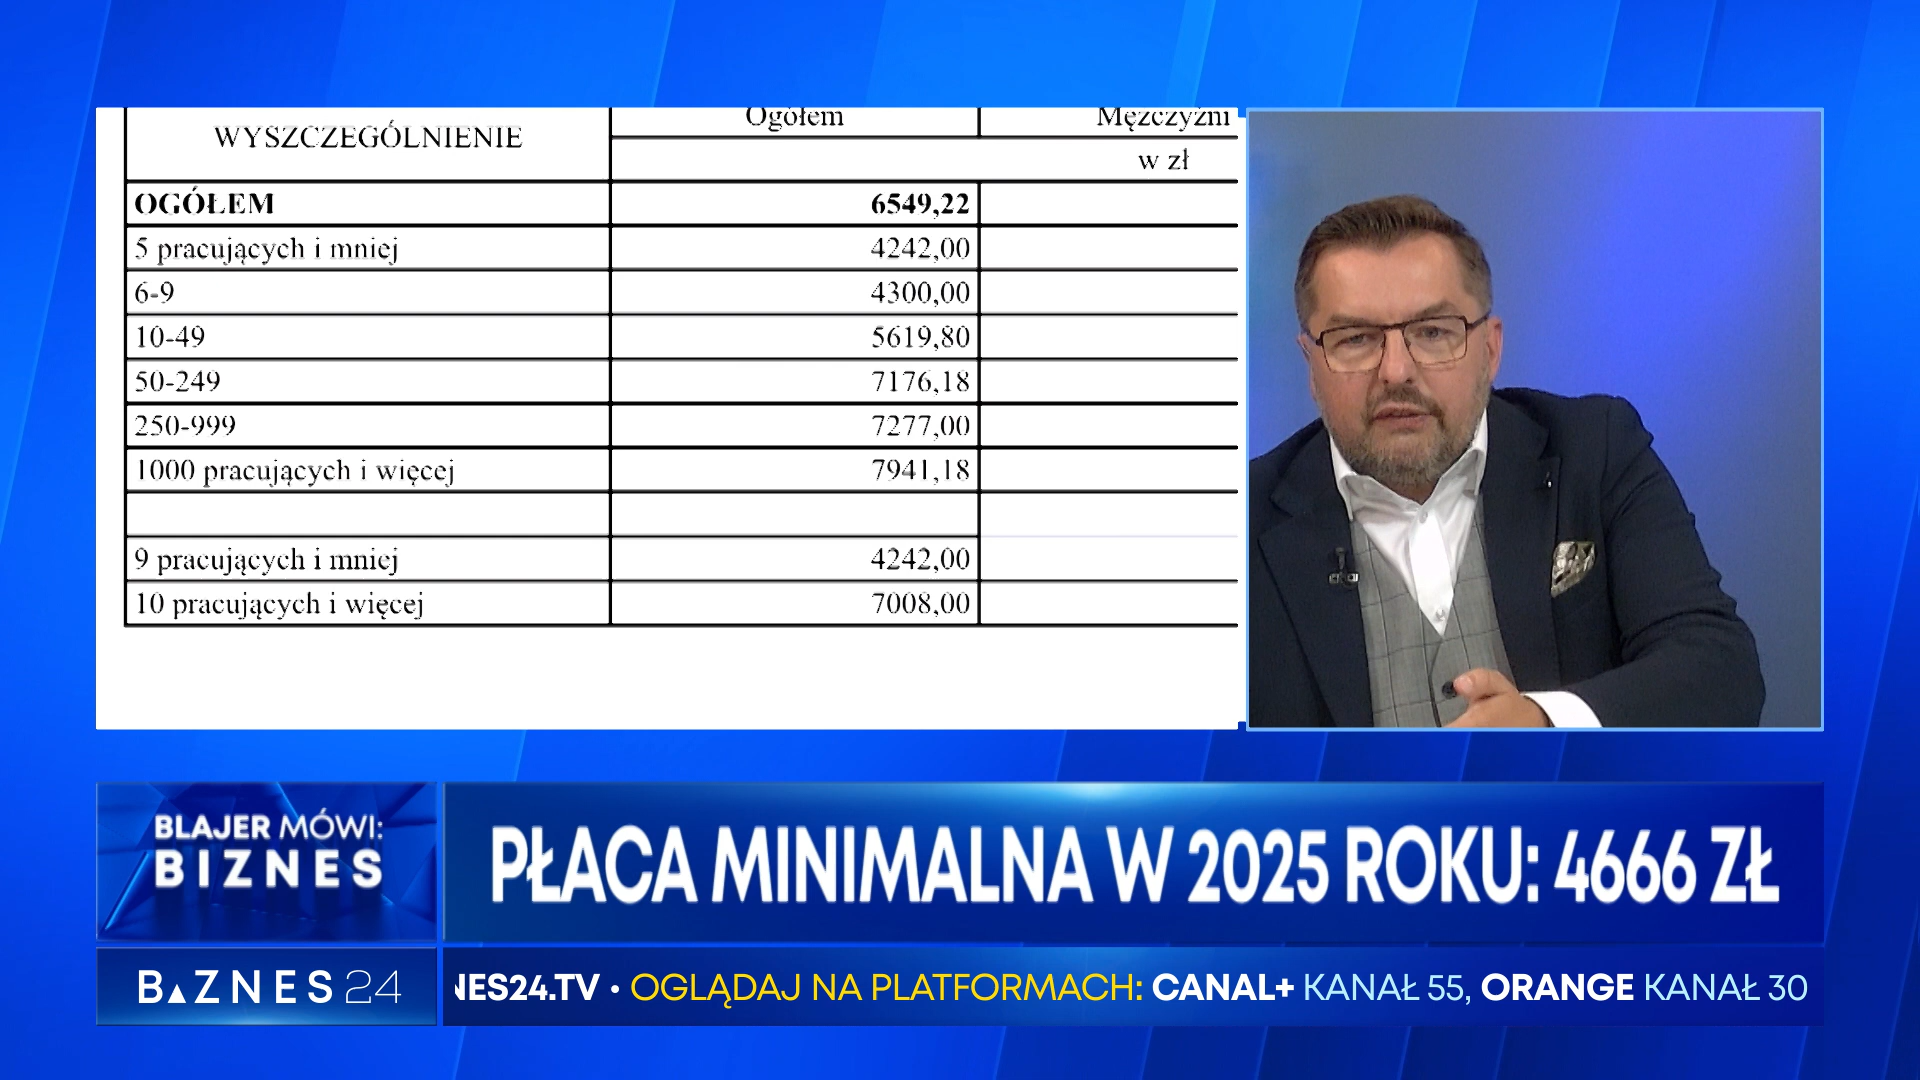 WYSZCZEGÓLNIENIE
Ogółem
Mężczyźni
w zł
OGÓŁEM 6549,22
5 pracujących i mniej 4242,00
6-9 4300,00
10-49 5619,80
50-249 7176,18
250-999 7277,00
1000 pracujących i więcej 7941,18
9 pracujących i mniej 4242,00
10 pracujących i więcej 7008,00
BLAJER MÓWI:
BIZNES
PŁACA MINIMALNA W 2025 ROKU: 4666 ZŁ
BIZNES24
NES24.TV • OGLĄDAJ NA PLATFORMACH: CANAL+ KANAŁ 55, ORANGE KANAŁ 30